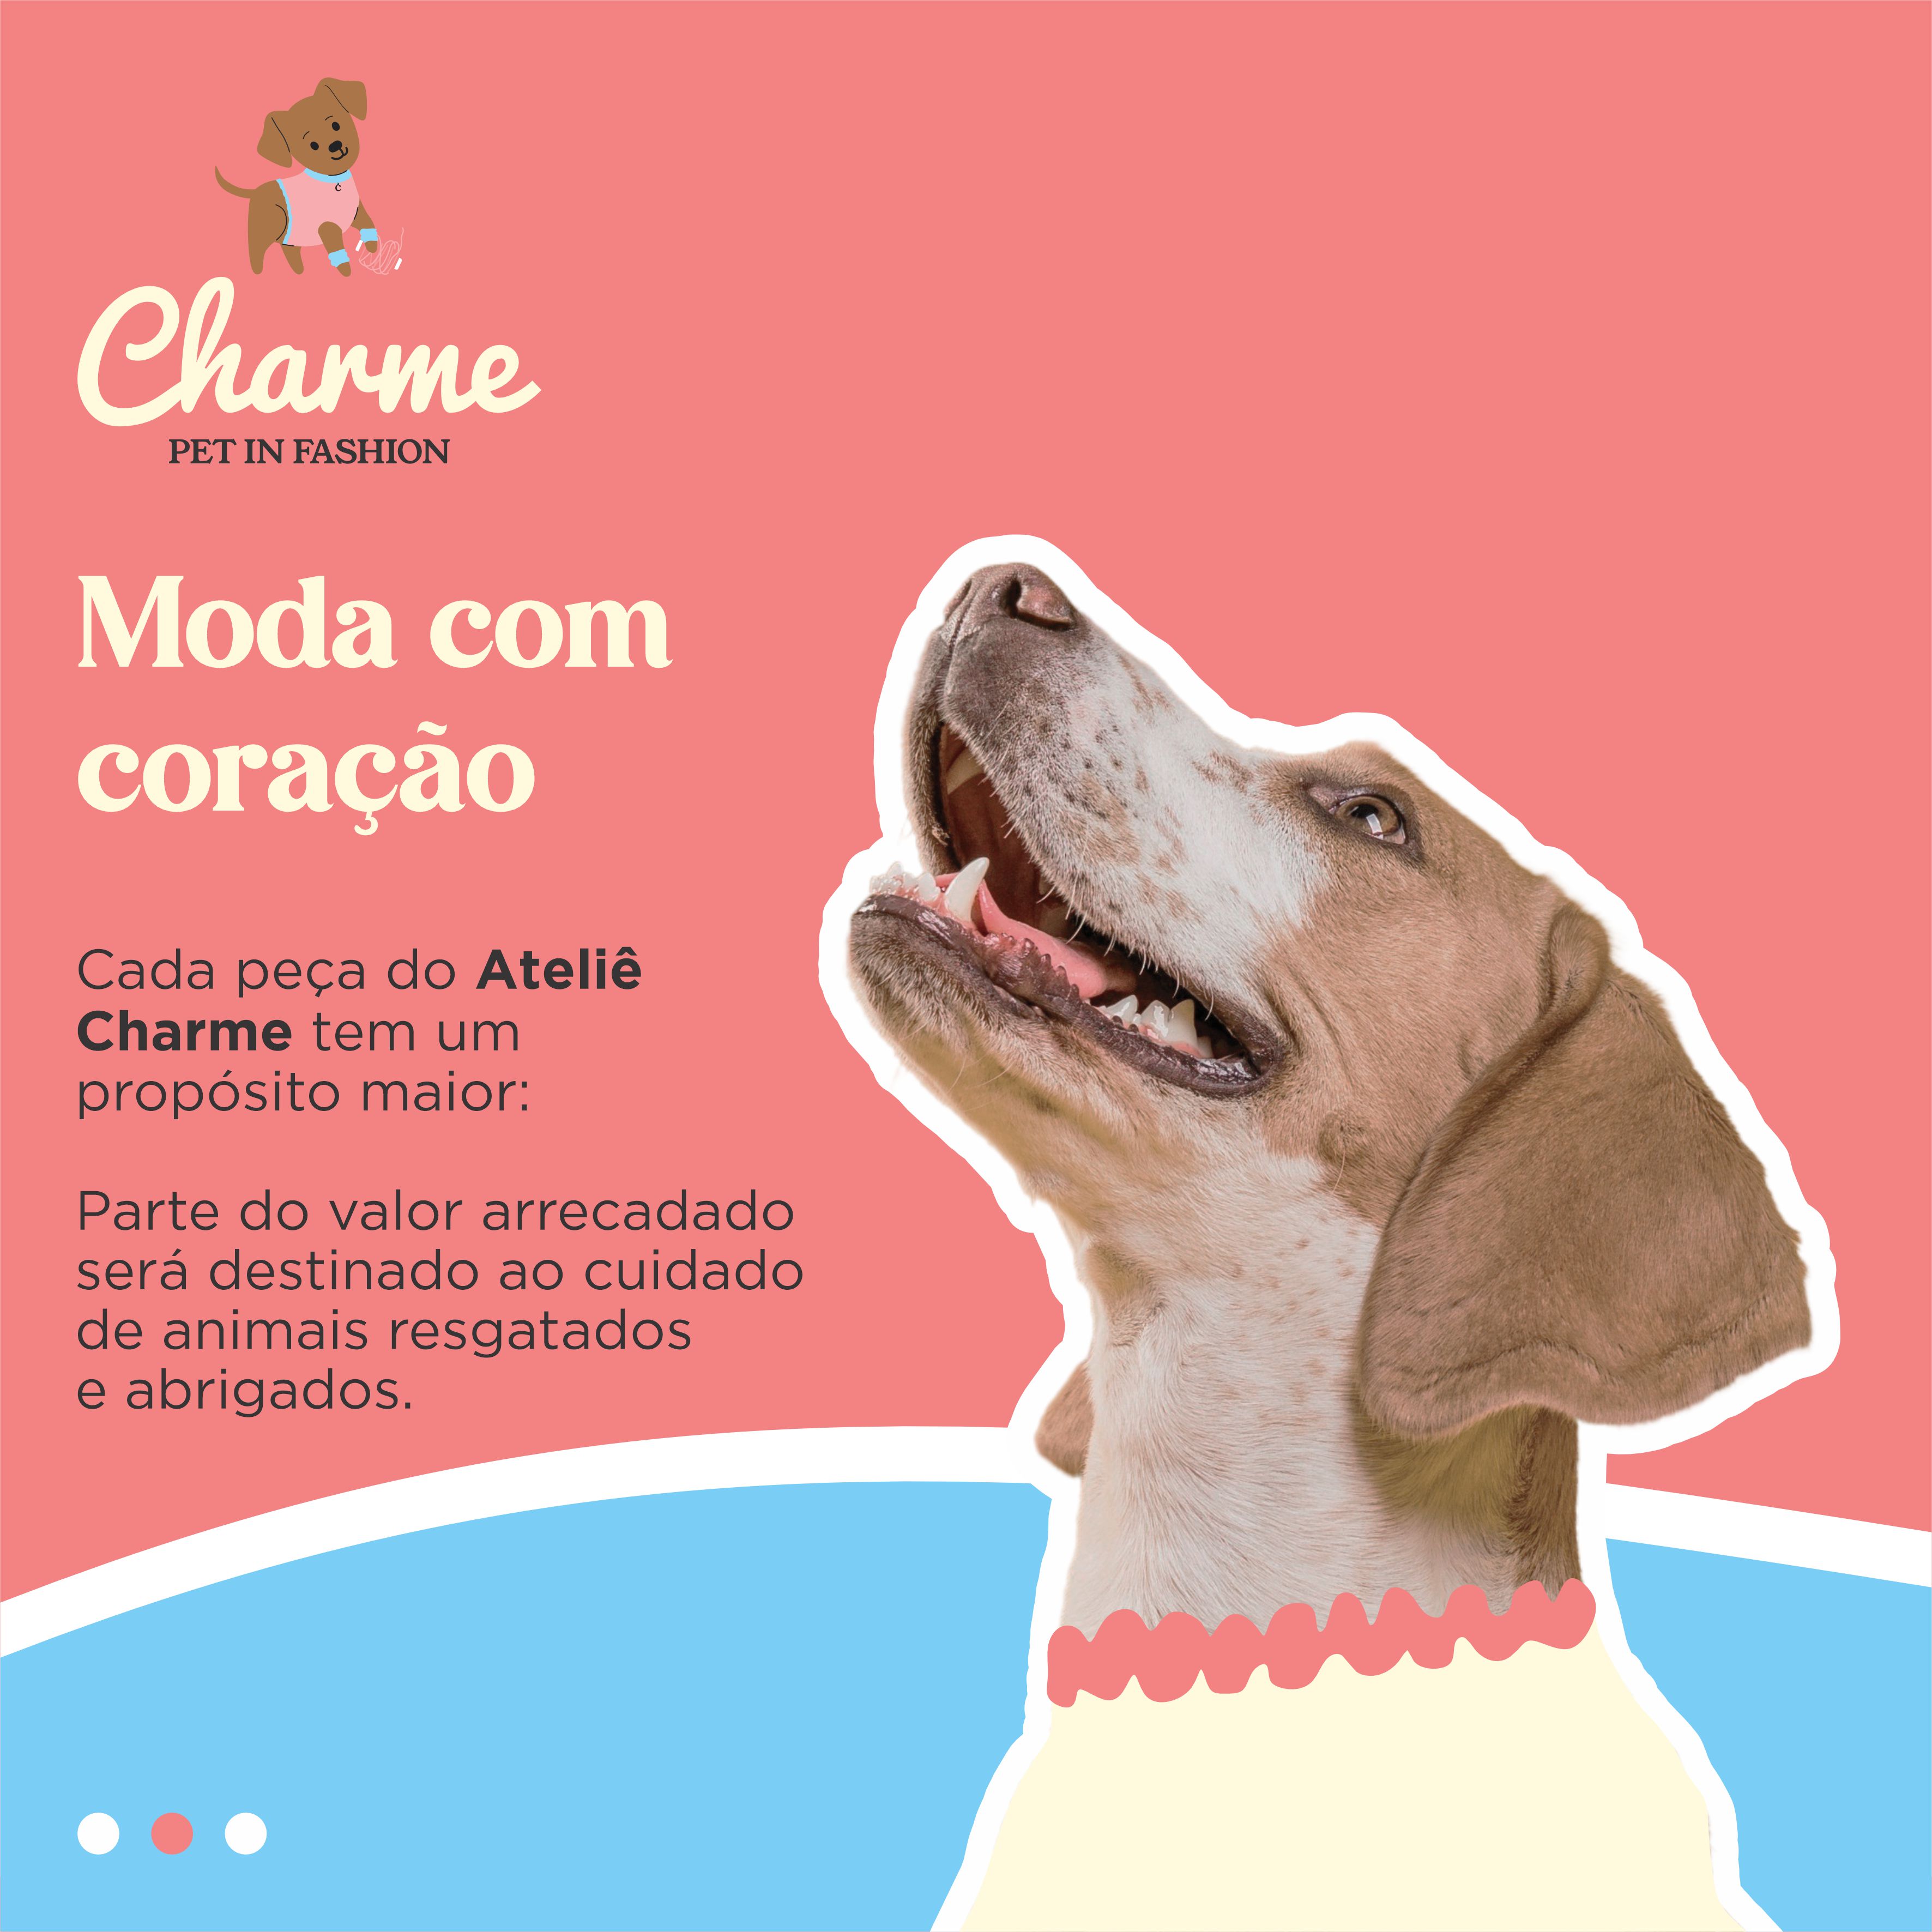 Charme
PET IN FASHION
Moda com
coração
Cada peça do Ateliê
Charme tem um
propósito maior:
Parte do valor arrecadado
será destinado ao cuidado
de animais resgatados
e abrigados.